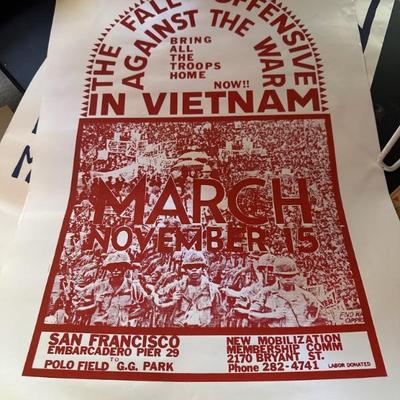 THE FALL OFFENSIVE
AGAINST THE WAR
BRING
ALL
THE
TROOPS
HOME
NOW!!
IN VIETNAM
MARCH
NOVEMBER 15
SAN FRANCISCO
EMBARCADERO PIER 29
TO
POLO FIELD G.G. PARK
NEW MOBILIZATION
MEMBERSHIP COMM
2170 BRYANT ST.
Phone 282-4741
LABOR DONATED